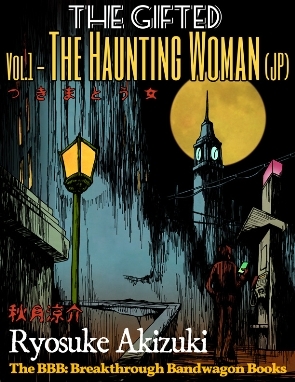 THE GIFTED
VOL.1 – THE HAUNTING WOMAN (JP)
つきまとう女
秋月涼介
Ryosuke Akizuki
The BBB: Breakthrough Bandwagon Books